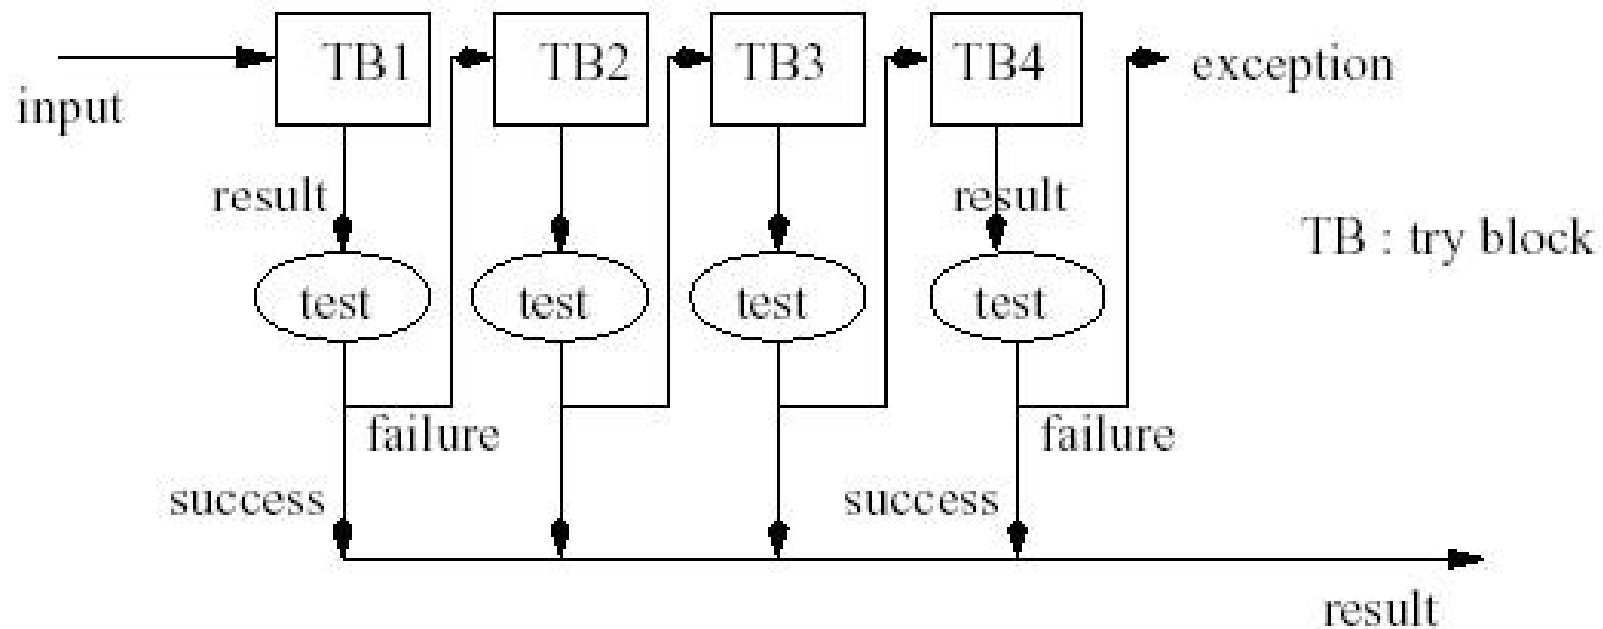 TB1
TB2
TB3
TB4
exception
input
result
result
TB : try block
test
test
test
test
failure
failure
success
success
result